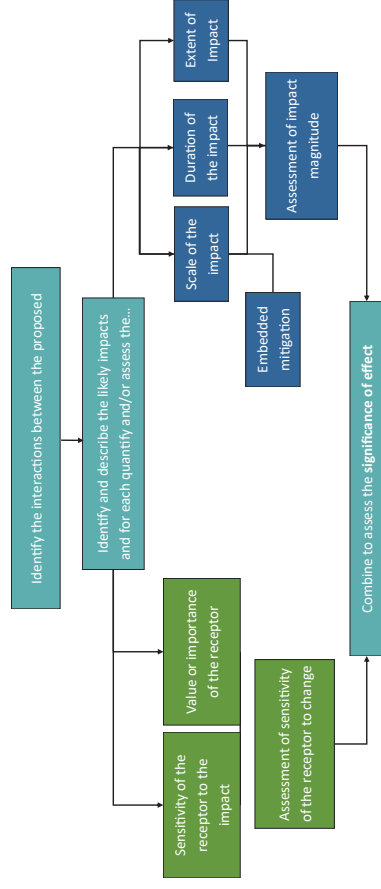 Identify the interactions between the proposed
Identify and describe the likely impacts
and for each quantify and/or assess the...
Sensitivity of the
receptor to the
impact
Value or importance
of the receptor
Scale of the
impact
Duration of
the impact
Extent of
Impact
Embedded
mitigation
Assessment of sensitivity
of the receptor to change
Assessment of impact
magnitude
Combine to assess the significance of effect